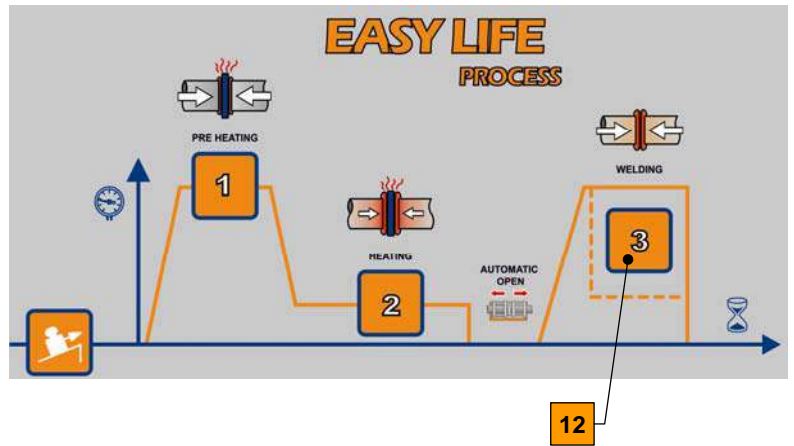 EASY LIFE
PROCESS
PRE HEATING
1
WELDING
3
HEATING
2
AUTOMATIC
OPEN
12